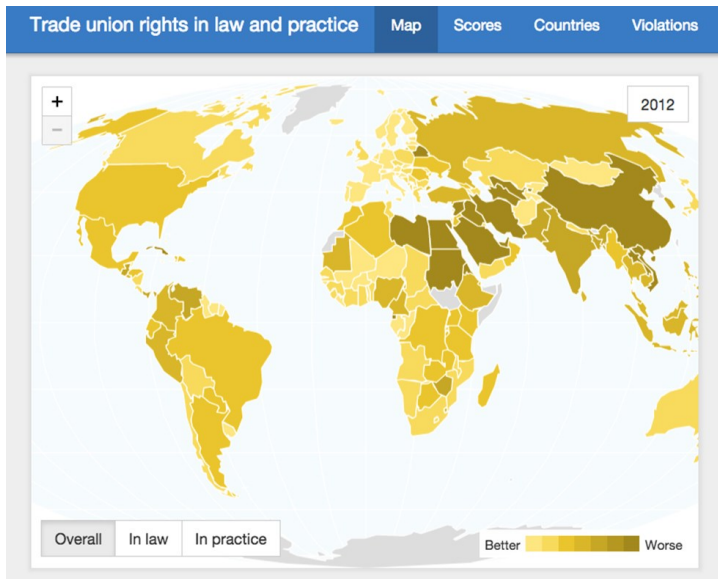 Trade union rights in law and practice Map Scores Countries Violations
+
2012
−
Overall In law In practice
Better Worse